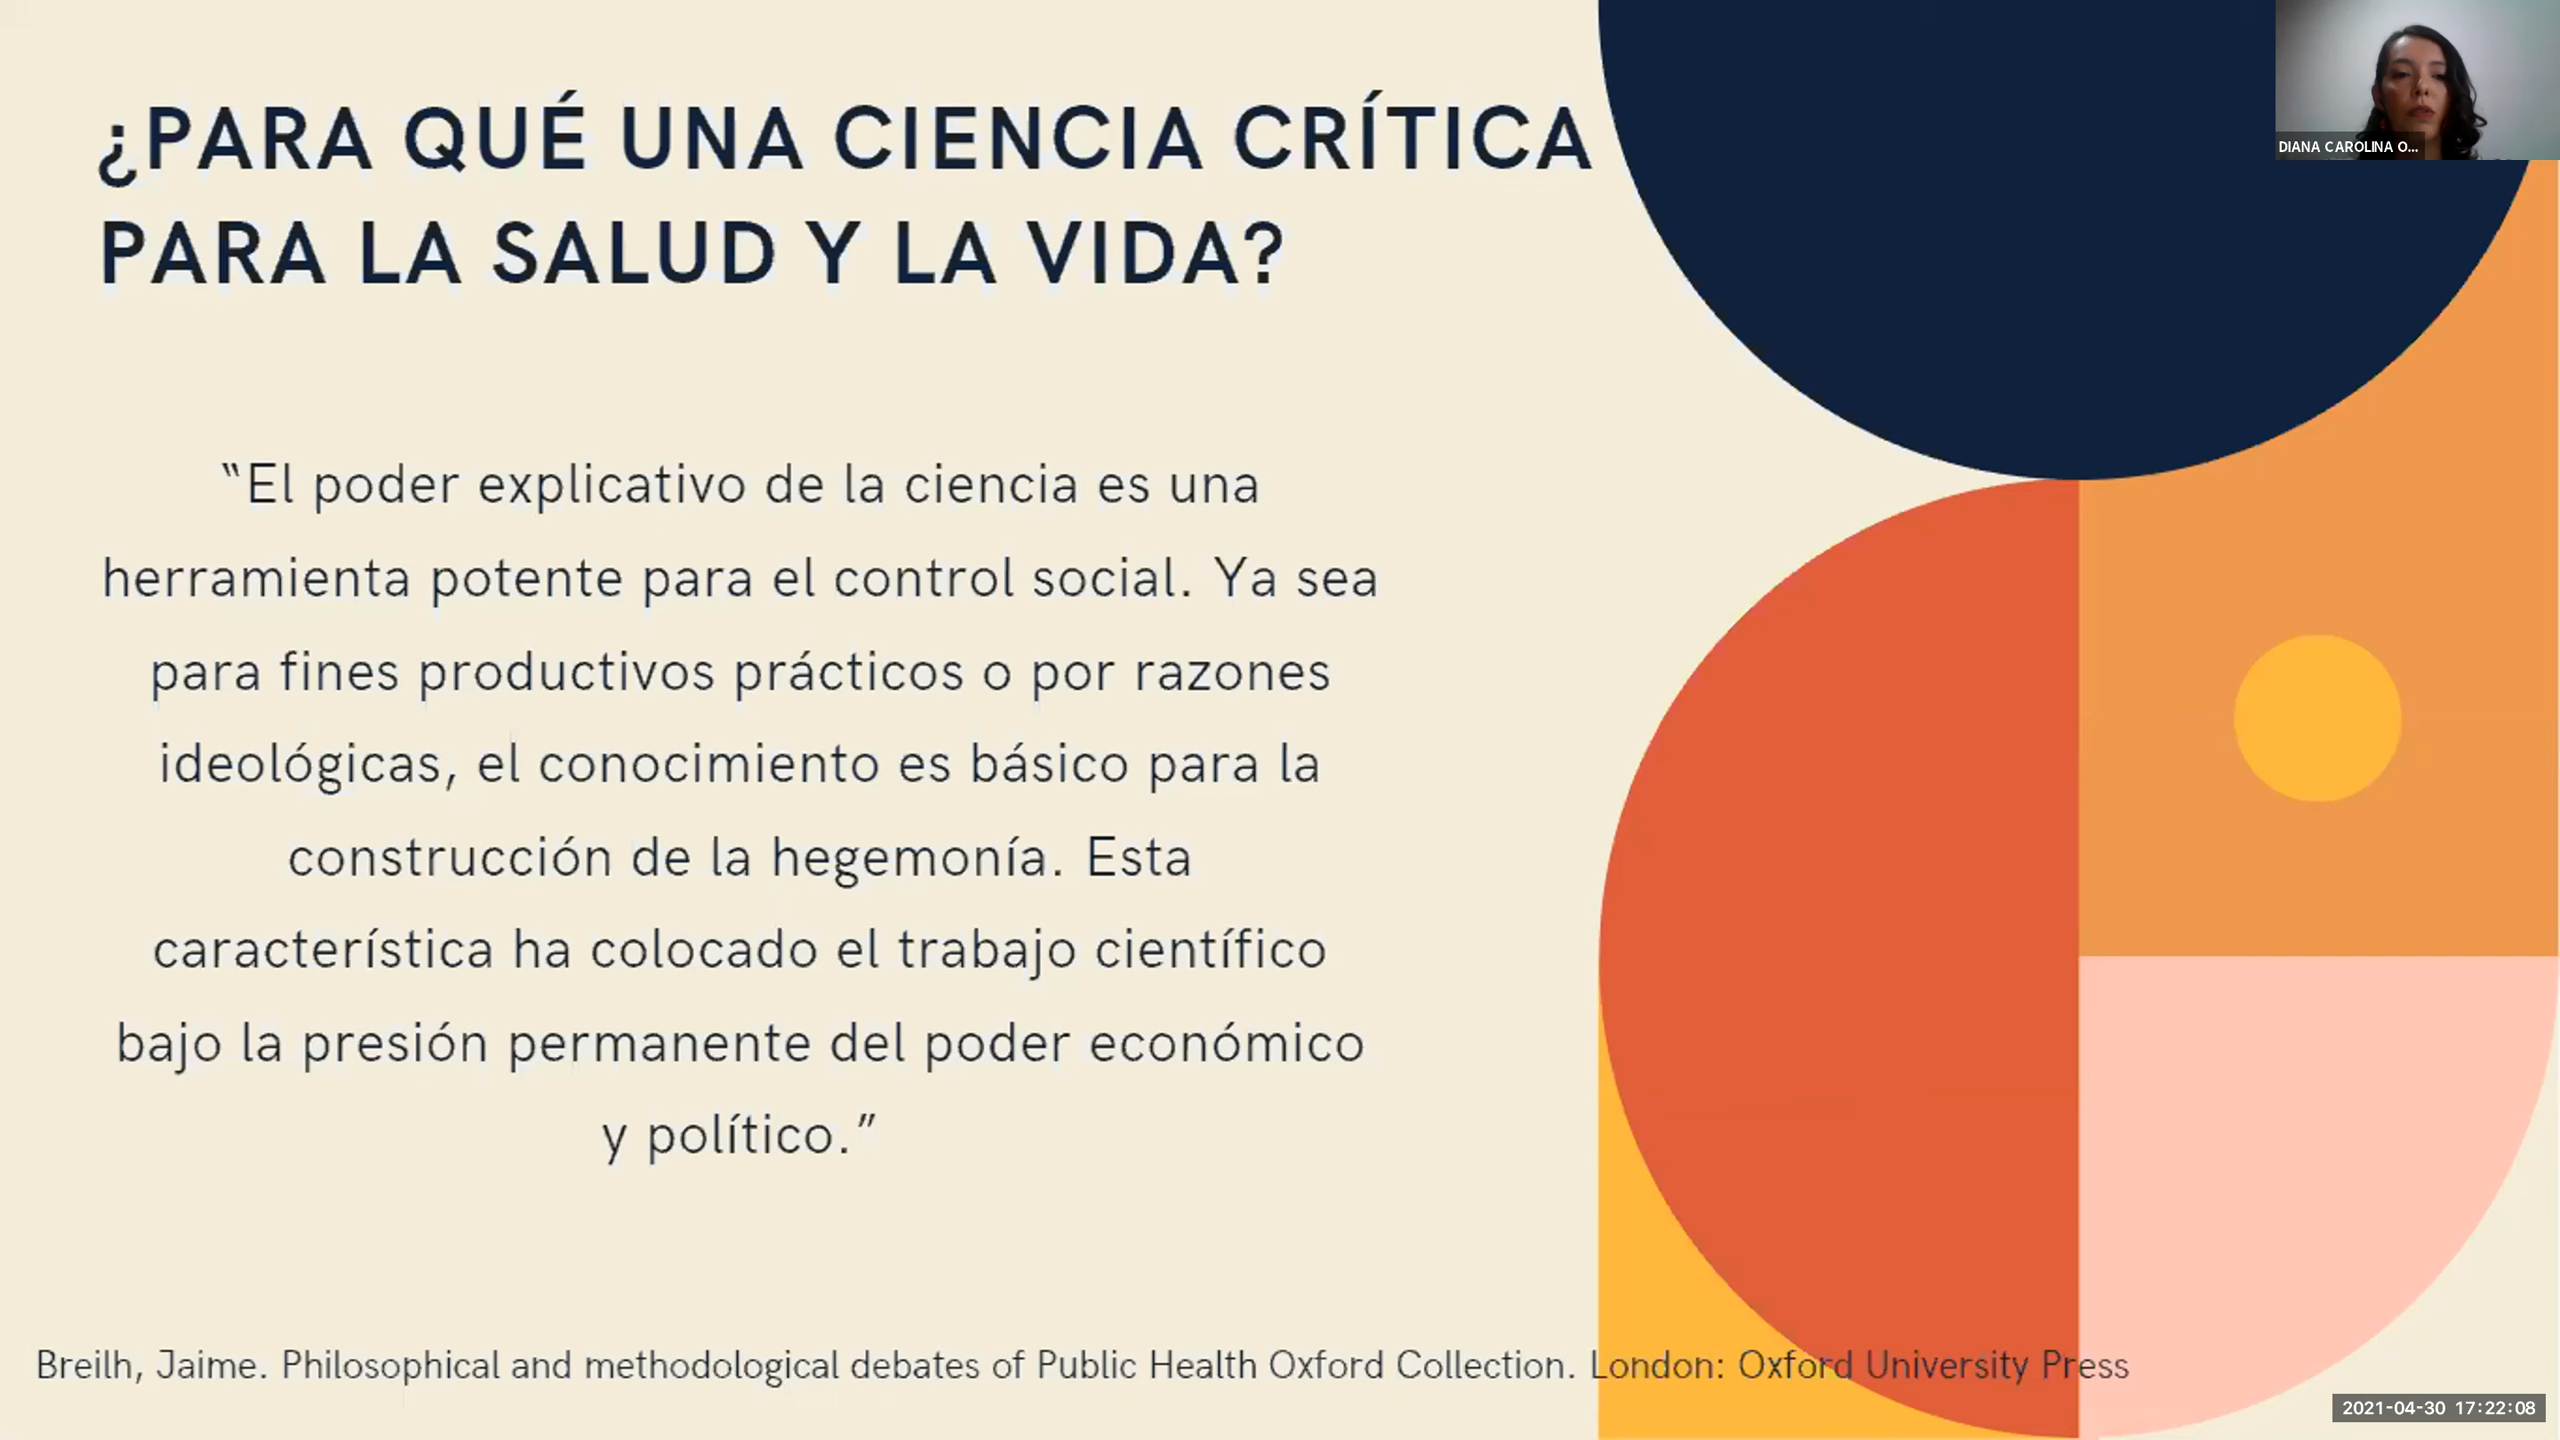 ¿PARA QUÉ UNA CIENCIA CRÍTICA
PARA LA SALUD Y LA VIDA?
DIANA CAROLINA O...
“El poder explicativo de la ciencia es una
herramienta potente para el control social. Ya sea
para fines productivos prácticos o por razones
ideológicas, el conocimiento es básico para la
construcción de la hegemonía. Esta
característica ha colocado el trabajo científico
bajo la presión permanente del poder económico
y político.”
Breilh, Jaime. Philosophical and methodological debates of Public Health Oxford Collection. London: Oxford University Press
2021-04-30 17:22:08